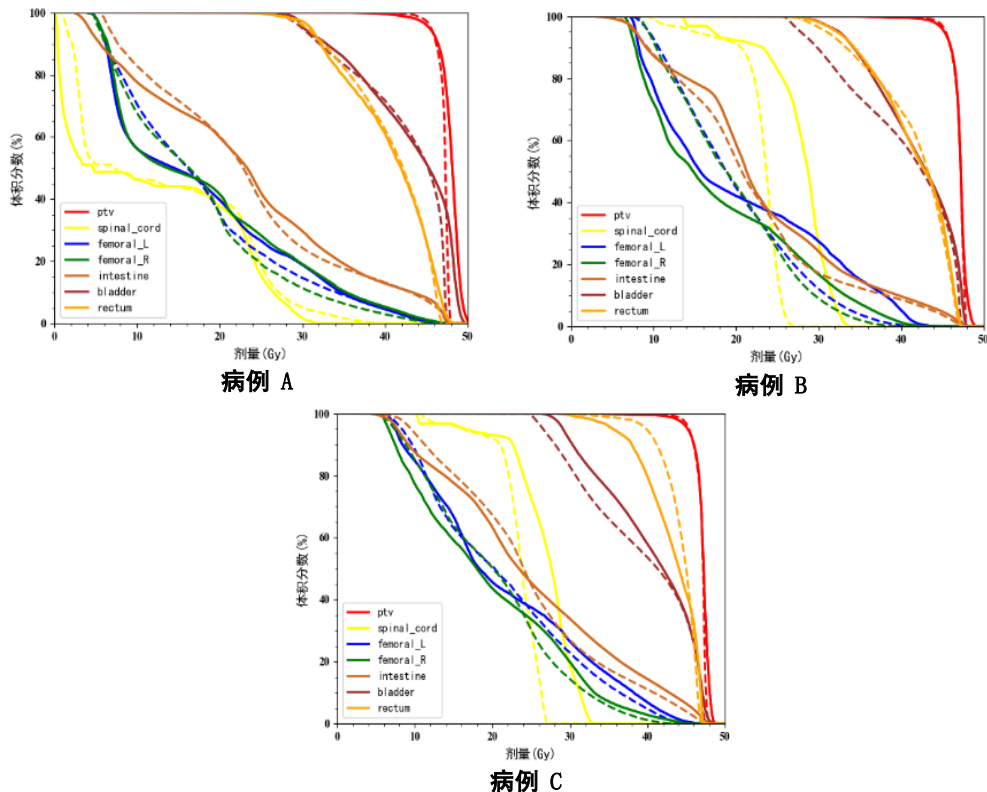 体积分数(%)
100
80
60
40
20
0
ptv
spinal_cord
femoral_L
femoral_R
intestine
bladder
rectum
0 10 20 30 40 50
剂量(Gy)
病例 A
体积分数(%)
100
80
60
40
20
0
ptv
spinal_cord
femoral_L
femoral_R
intestine
bladder
rectum
0 10 20 30 40 50
剂量(Gy)
病例 B
体积分数(%)
100
80
60
40
20
0
ptv
spinal_cord
femoral_L
femoral_R
intestine
bladder
rectum
0 10 20 30 40 50
剂量(Gy)
病例 C